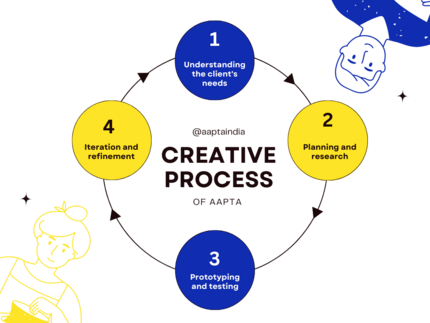 1
Understanding
the client's
needs
2
Planning and
research
3
Prototyping
and testing
4
Iteration and
refinement
@aaptaindia
CREATIVE
PROCESS
OF AAPTA